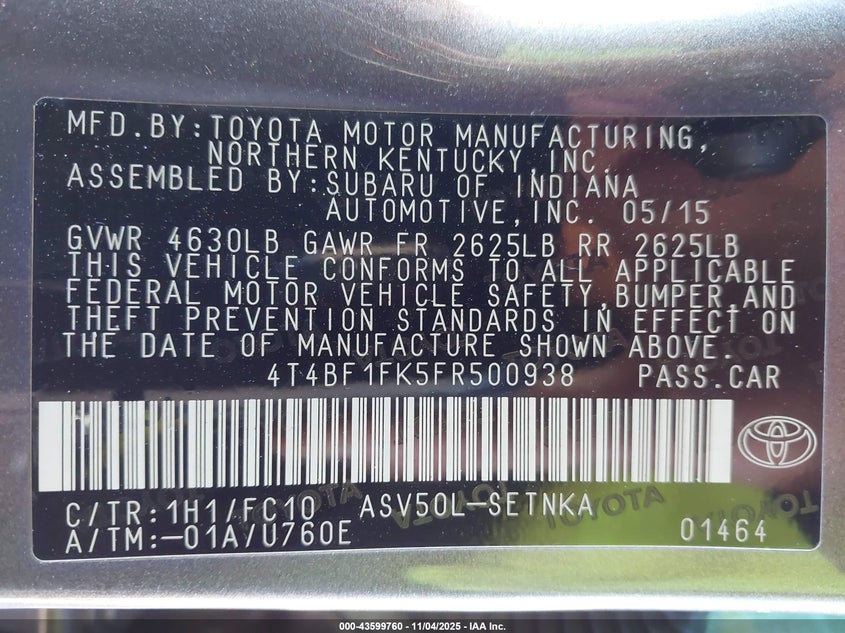 MFD.BY:TOYOTA MOTOR MANUFACTURING,
NORTHERN KENTUCKY,INC.
ASSEMBLED BY:SUBARU OF INDIANA
AUTOMOTIVE,INC. 05/15
GVWR 4630LB GAWR FR 2625LB RR 2625LB
THIS VEHICLE CONFORMS TO ALL APPLICABLE
FEDERAL MOTOR VEHICLE SAFETY,BUMPER,AND
THEFT PREVENTION STANDARDS IN EFFECT ON
THE DATE OF MANUFACTURE SHOWN ABOVE.
4T4BF1FK5FR500938 PASS.CAR
C/TR:1H1/FC10 ASV50L-SETNKA
A/TM:-01A/U760E 01464
000-43599760 - 11/04/2025 - IAA Inc.